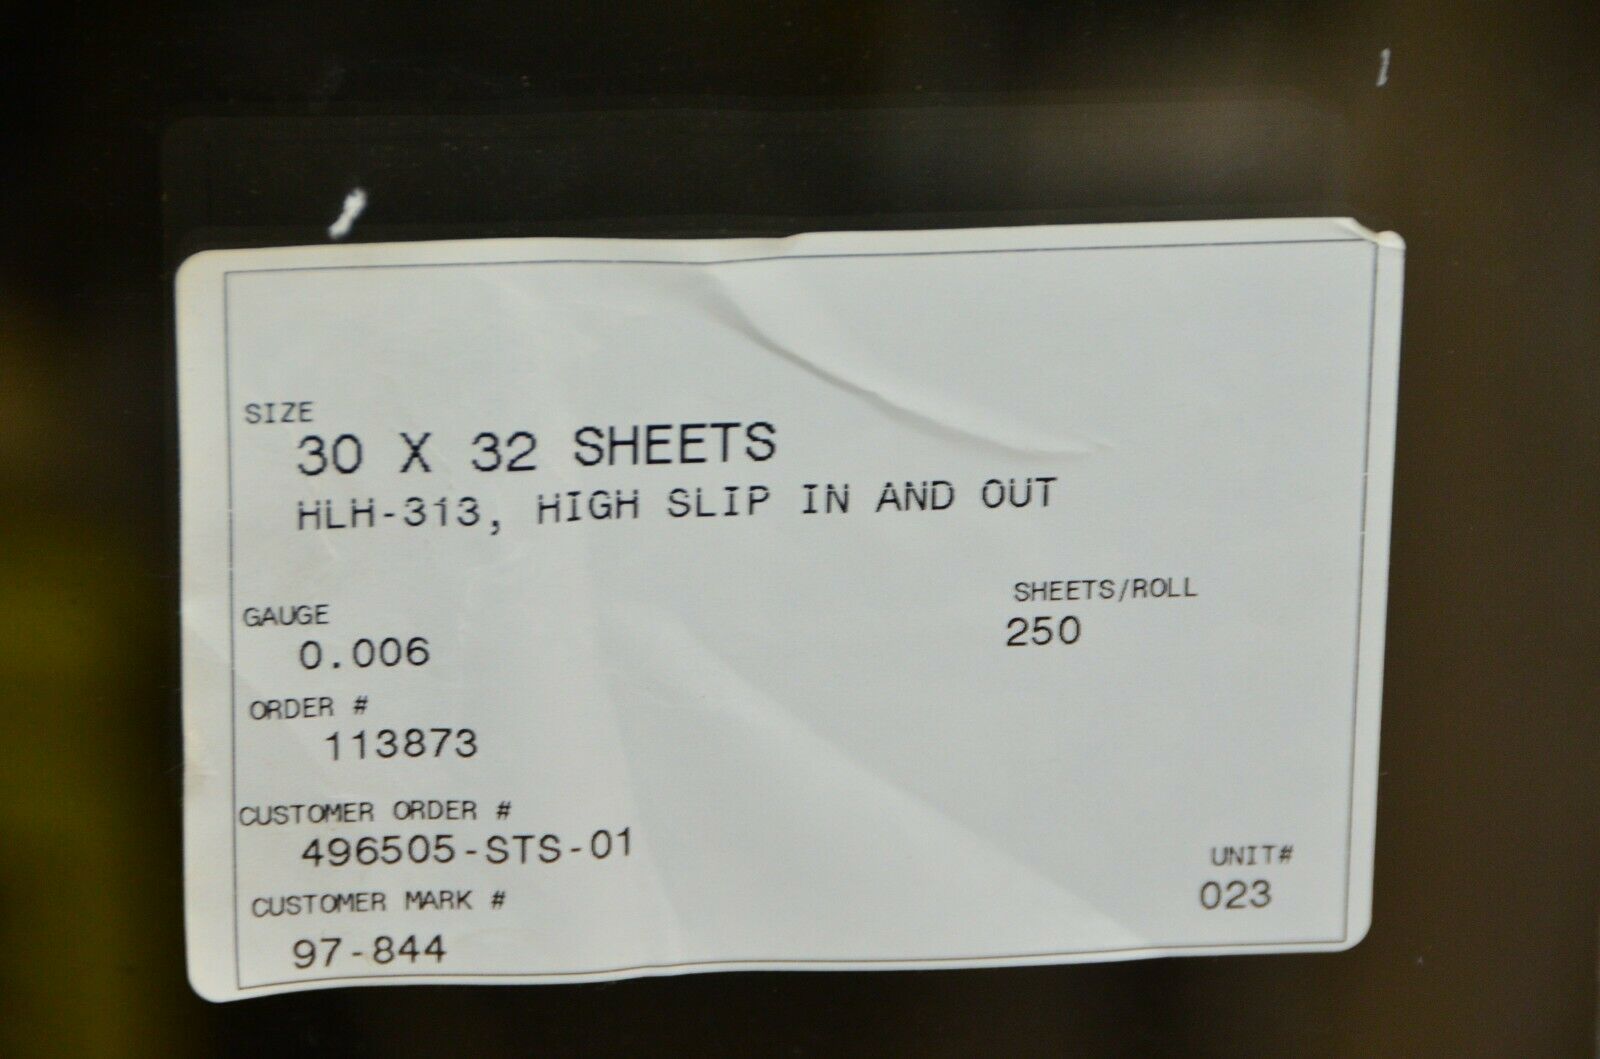 SIZE
30 X 32 SHEETS
HLH-313, HIGH SLIP IN AND OUT
GAUGE
0.006
SHEETS/ROLL
250
ORDER #
113873
CUSTOMER ORDER #
496505-STS-01
CUSTOMER MARK #
97-844
UNIT#
023